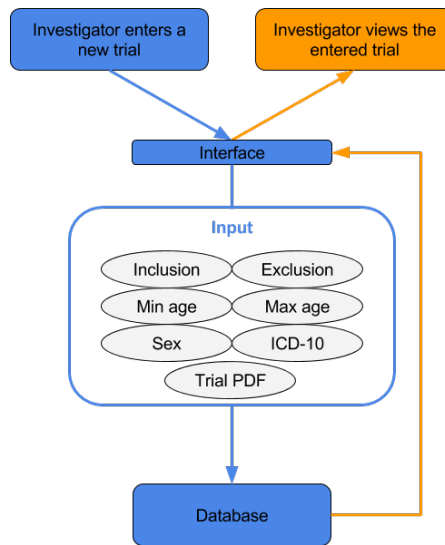 Investigator enters a
new trial
Investigator views the
entered trial
Interface
Input
Inclusion
Exclusion
Min age
Max age
Sex
ICD-10
Trial PDF
Database